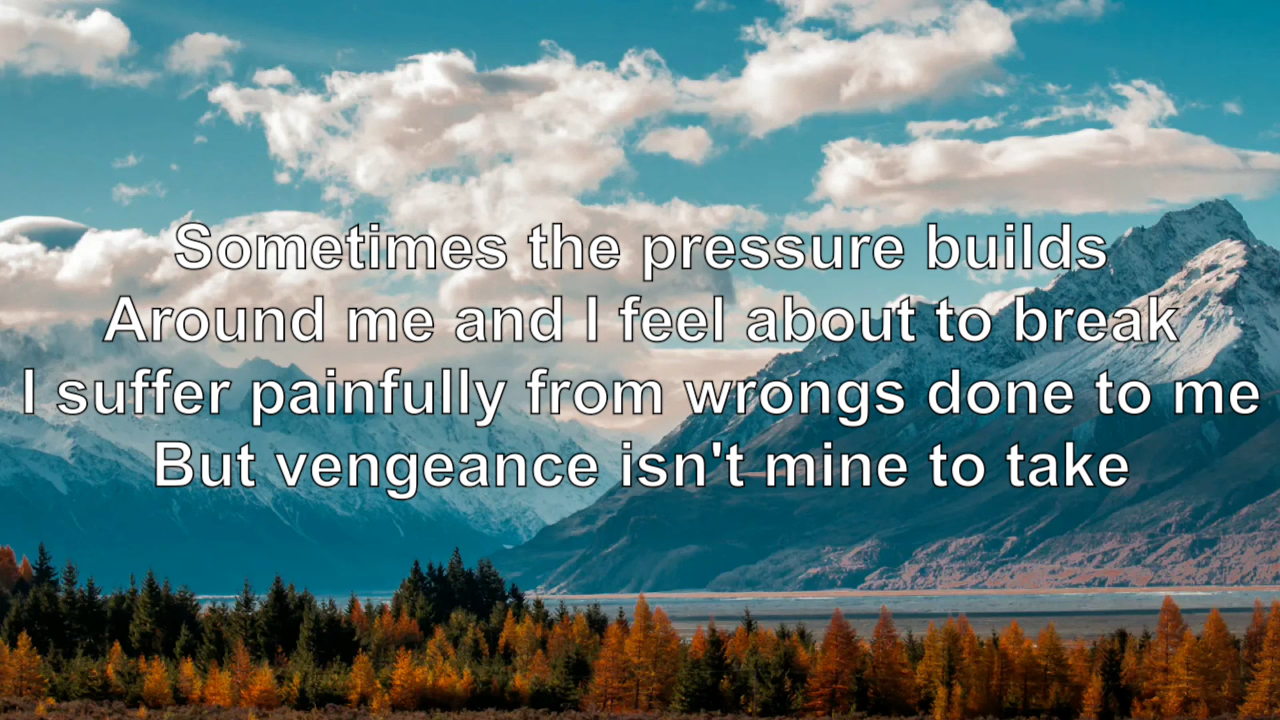 Sometimes the pressure builds
Around me and I feel about to break
I suffer painfully from wrongs done to me
But vengeance isn't mine to take